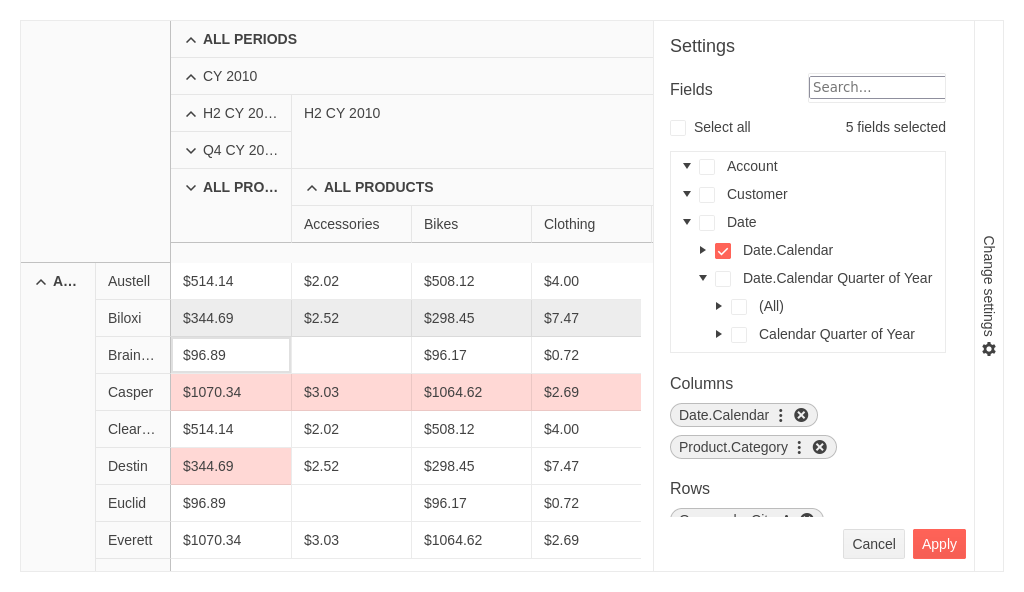 ALL PERIODS
CY 2010
H2 CY 20… H2 CY 2010
Q4 CY 20…
ALL PRO… ALL PRODUCTS
Accessories Bikes Clothing
A… Austell $514.14 $2.02 $508.12 $4.00
Biloxi $344.69 $2.52 $298.45 $7.47
Brain… $96.89 $96.17 $0.72
Casper $1070.34 $3.03 $1064.62 $2.69
Clear… $514.14 $2.02 $508.12 $4.00
Destin $344.69 $2.52 $298.45 $7.47
Euclid $96.89 $96.17 $0.72
Everett $1070.34 $3.03 $1064.62 $2.69
Settings
Fields Search...
Select all 5 fields selected
Account
Customer
Date
Date.Calendar
Date.Calendar Quarter of Year
(All)
Calendar Quarter of Year
Columns
Date.Calendar
Product.Category
Rows
Cancel Apply
Change settings